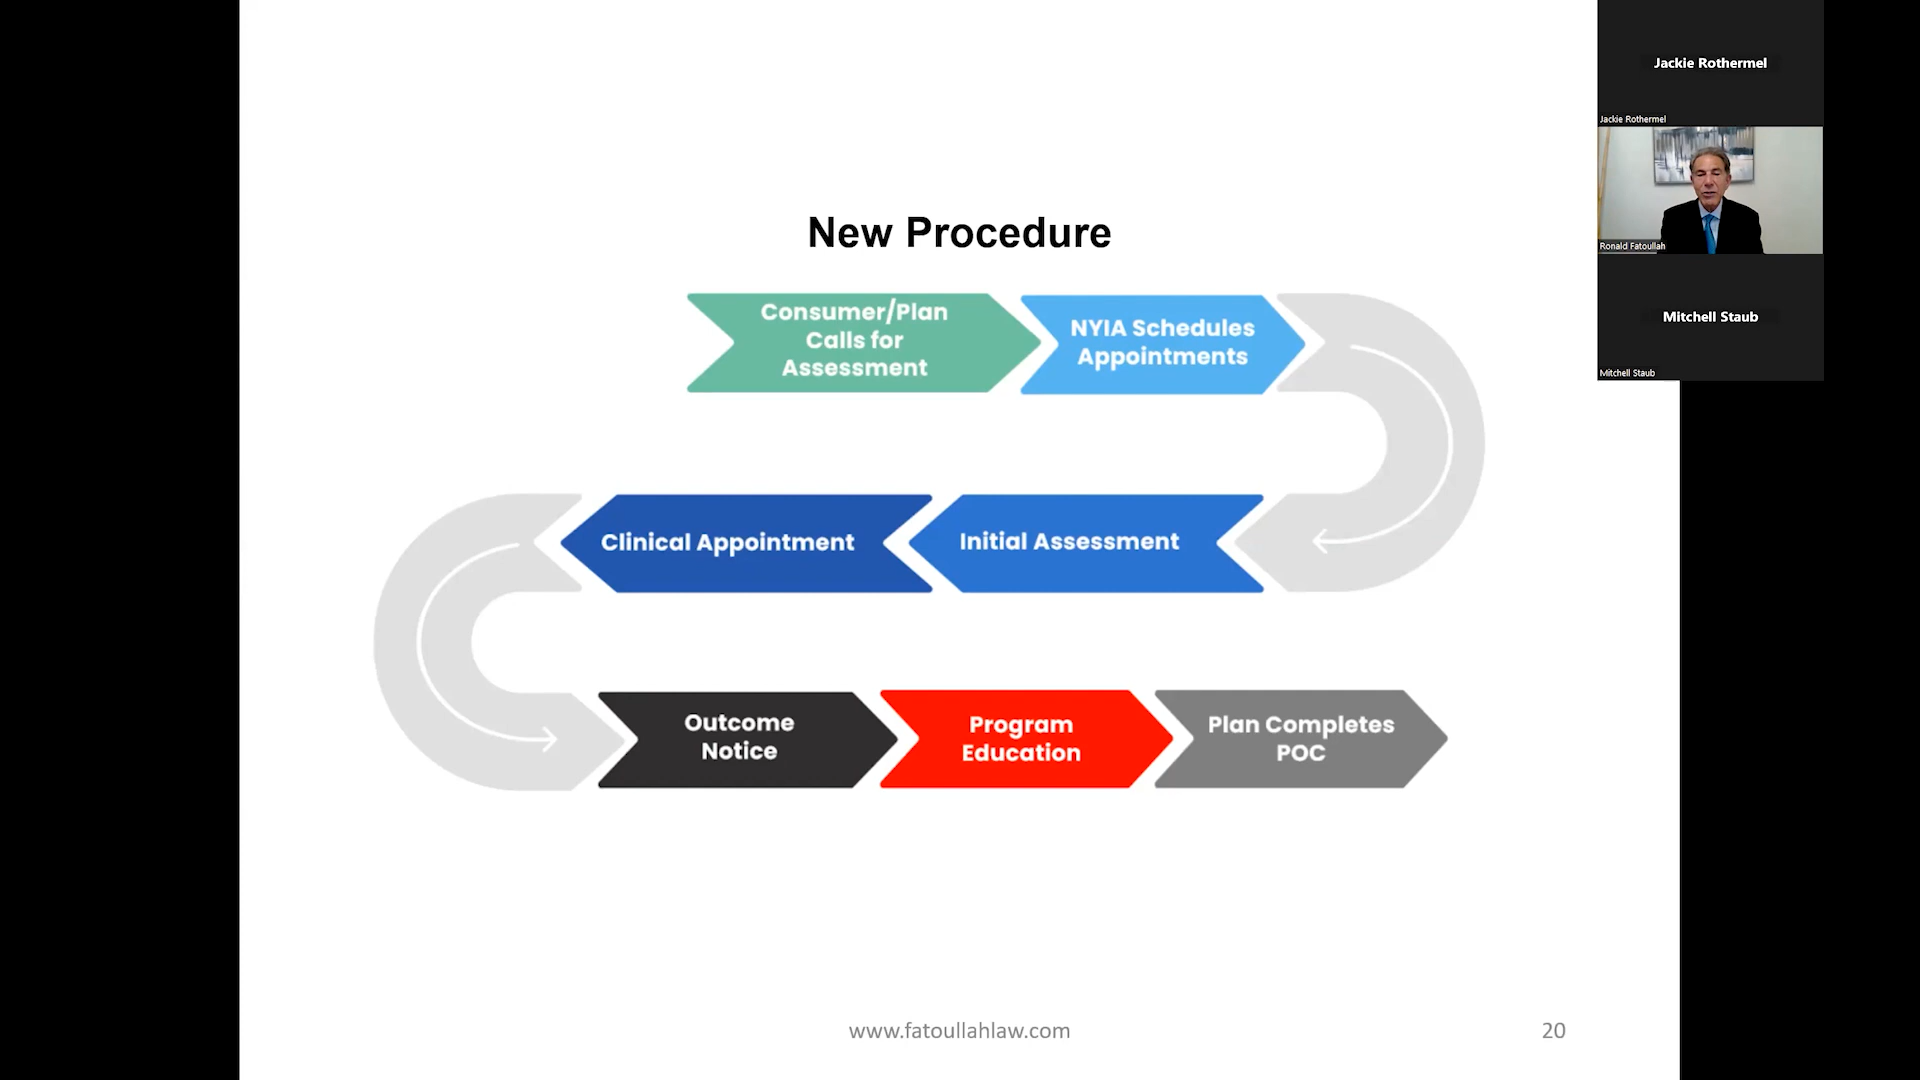 New Procedure
Consumer/Plan
Calls for
Assessment
NYIA Schedules
Appointments
Clinical Appointment
Initial Assessment
Outcome
Notice
Program
Education
Plan Completes
POC
www.fatoullahlaw.com
20
Jackie Rothermel
Jackie Rothermel
Ronald Fatoullah
Mitchell Staub
Mitchell Staub